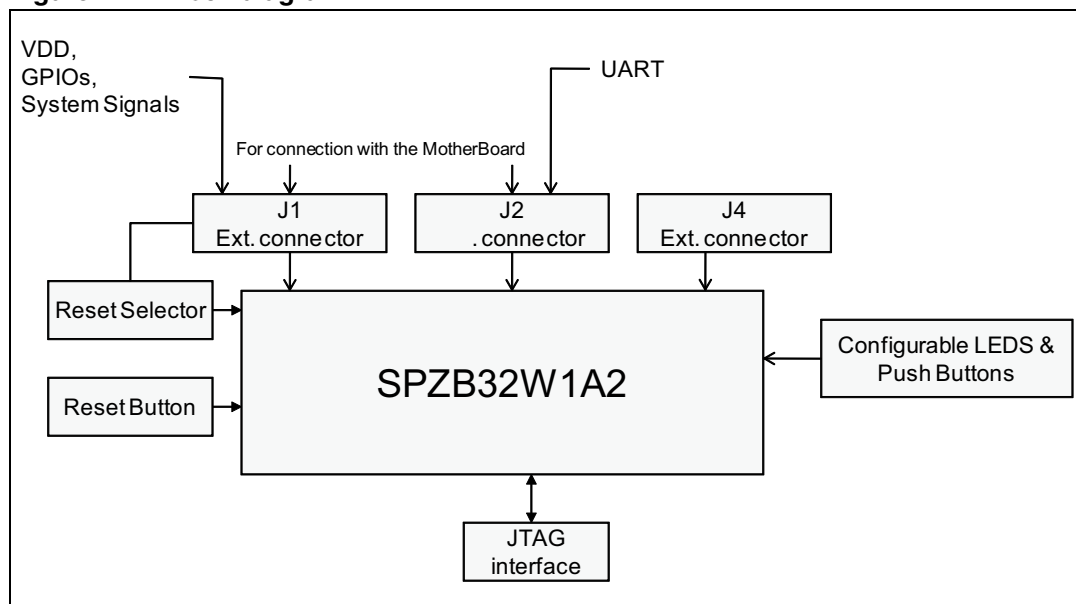 VDD,
GPIOs,
System Signals
UART
For connection with the MotherBoard
J1
Ext. connector
J2
. connector
J4
Ext. connector
Reset Selector
Configurable LEDS &
Push Buttons
SPZB32W1A2
Reset Button
JTAG
interface